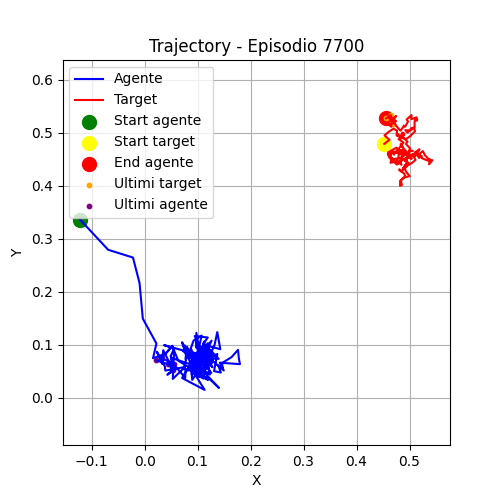 Trajectory - Episodio 7700
Agente
Target
Start agente
Start target
End agente
Ultimi target
Ultimi agente
Y
0.6
0.5
0.4
0.3
0.2
0.1
0.0
−0.1
0.0
0.1
0.2
0.3
0.4
0.5
X